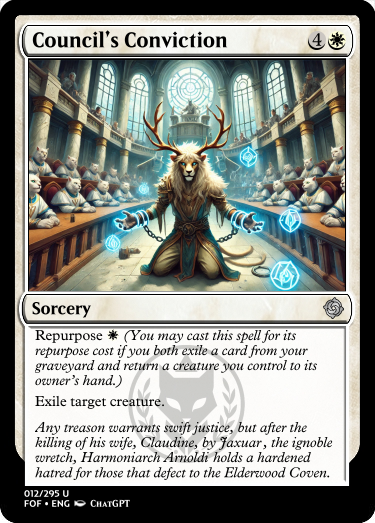 Council's Conviction 4
Sorcery
Repurpose (You may cast this spell for its
repurpose cost if you both exile a card from your
graveyard and return a creature you control to its
owner's hand.)
Exile target creature.
Any treason warrants swift justice, but after the
killing of his wife, Claudine, by Jaxuar, the ignoble
wretch, Harmoniarch Arnoldi holds a hardened
hatred for those that defect to the Elderwood Coven.
012/295 U
FOF • ENG ChatGPT